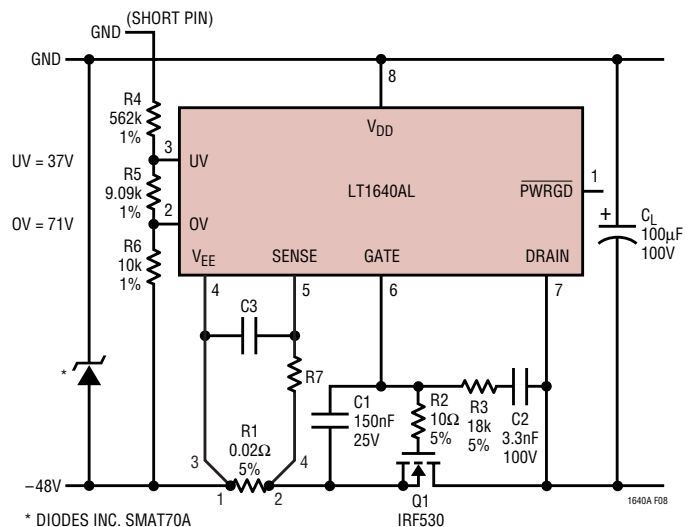 (SHORT PIN)
GND
GND
8
R4
562k
1%
V_DD
3
UV
UV = 37V
R5
9.09k
1%
LT1640AL
PWRGD
1
2
OV
OV = 71V
R6
10k
1%
+
C_L
100µF
100V
V_EE
SENSE
GATE
DRAIN
4
5
6
7
C3
*
R7
C1
150nF
25V
R2
10Ω
5%
R3
18k
5%
C2
3.3nF
100V
R1
0.02Ω
5%
3
4
–48V
1
2
Q1
IRF530
1640A F08
* DIODES INC. SMAT70A